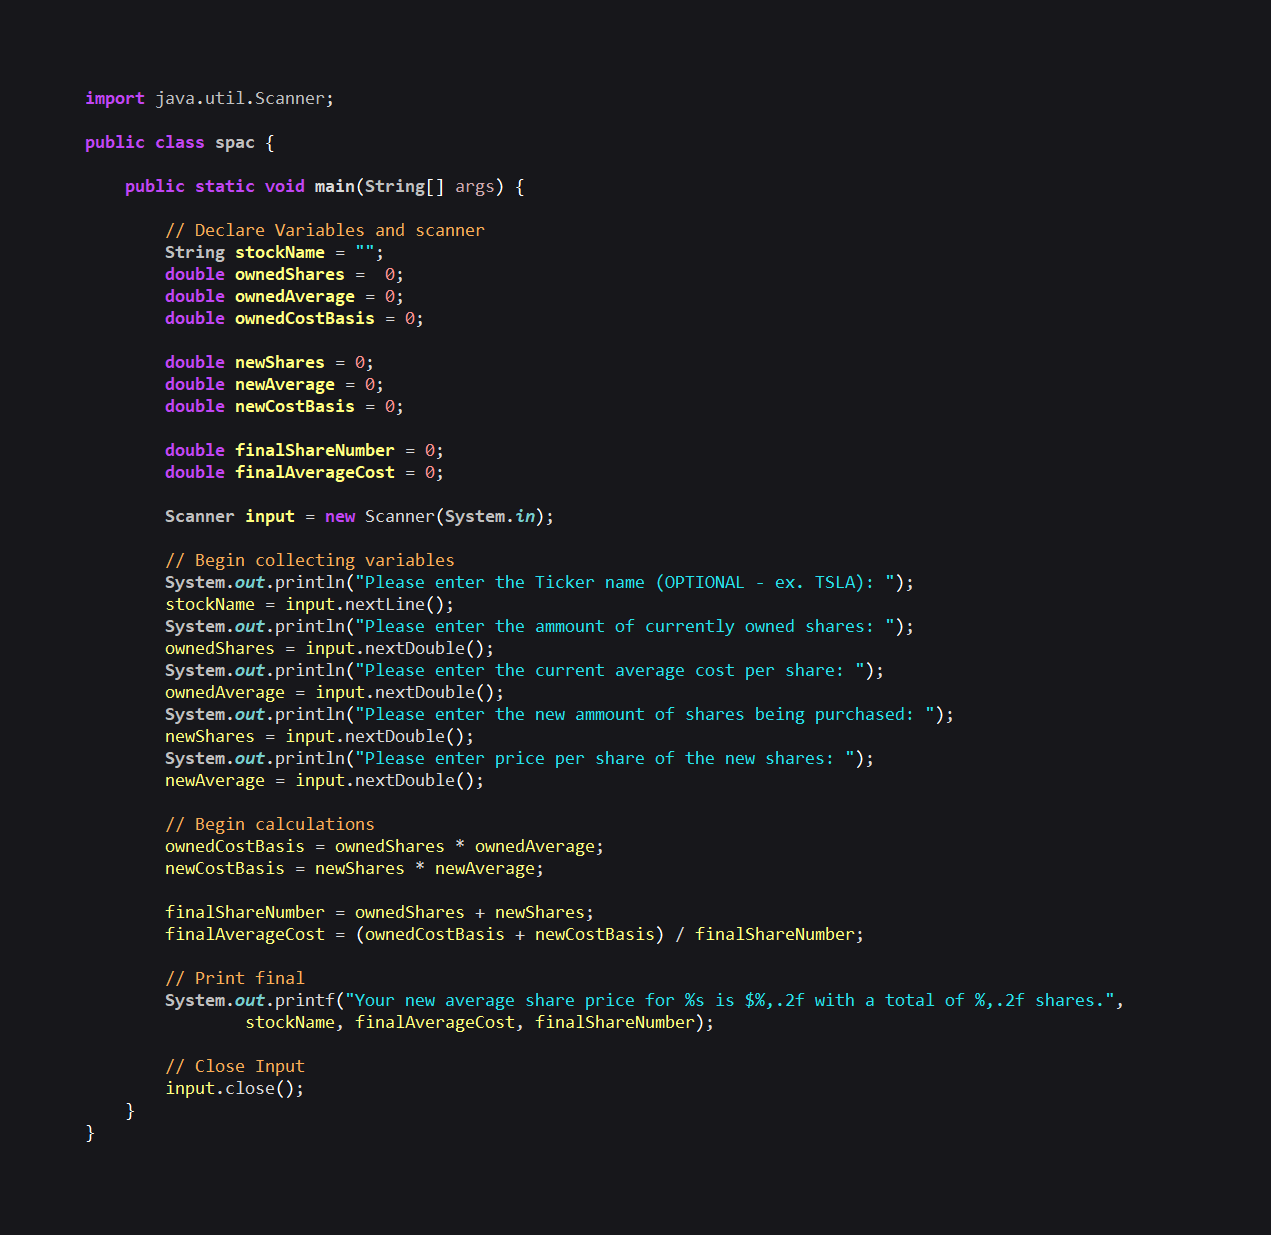 import java.util.Scanner;
public class spac {
public static void main(String[] args) {
// Declare Variables and scanner
String stockName = "";
double ownedShares =  0;
double ownedAverage = 0;
double ownedCostBasis = 0;
double newShares = 0;
double newAverage = 0;
double newCostBasis = 0;
double finalShareNumber = 0;
double finalAverageCost = 0;
Scanner input = new Scanner(System.in);
// Begin collecting variables
System.out.println("Please enter the Ticker name (OPTIONAL - ex. TSLA): ");
stockName = input.nextLine();
System.out.println("Please enter the ammount of currently owned shares: ");
ownedShares = input.nextDouble();
System.out.println("Please enter the current average cost per share: ");
ownedAverage = input.nextDouble();
System.out.println("Please enter the new ammount of shares being purchased: ");
newShares = input.nextDouble();
System.out.println("Please enter price per share of the new shares: ");
newAverage = input.nextDouble();
// Begin calculations
ownedCostBasis = ownedShares * ownedAverage;
newCostBasis = newShares * newAverage;
finalShareNumber = ownedShares + newShares;
finalAverageCost = (ownedCostBasis + newCostBasis) / finalShareNumber;
// Print final
System.out.printf("Your new average share price for %s is $%,.2f with a total of %,.2f shares.",
stockName, finalAverageCost, finalShareNumber);
// Close Input
input.close();
}
}